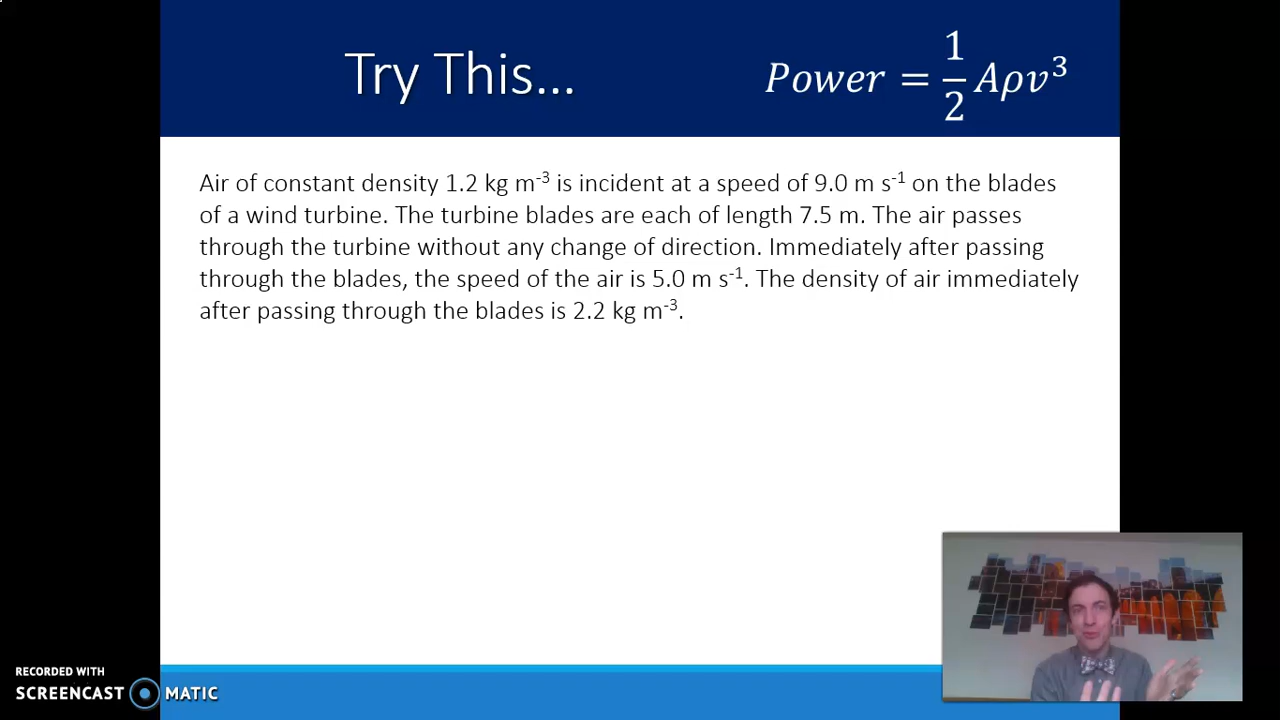 Try This...
Power = 1/2 Aρv³
Air of constant density 1.2 kg m⁻³ is incident at a speed of 9.0 m s⁻¹ on the blades
of a wind turbine. The turbine blades are each of length 7.5 m. The air passes
through the turbine without any change of direction. Immediately after passing
through the blades, the speed of the air is 5.0 m s⁻¹. The density of air immediately
after passing through the blades is 2.2 kg m⁻³.
RECORDED WITH
SCREENCAST MATIC